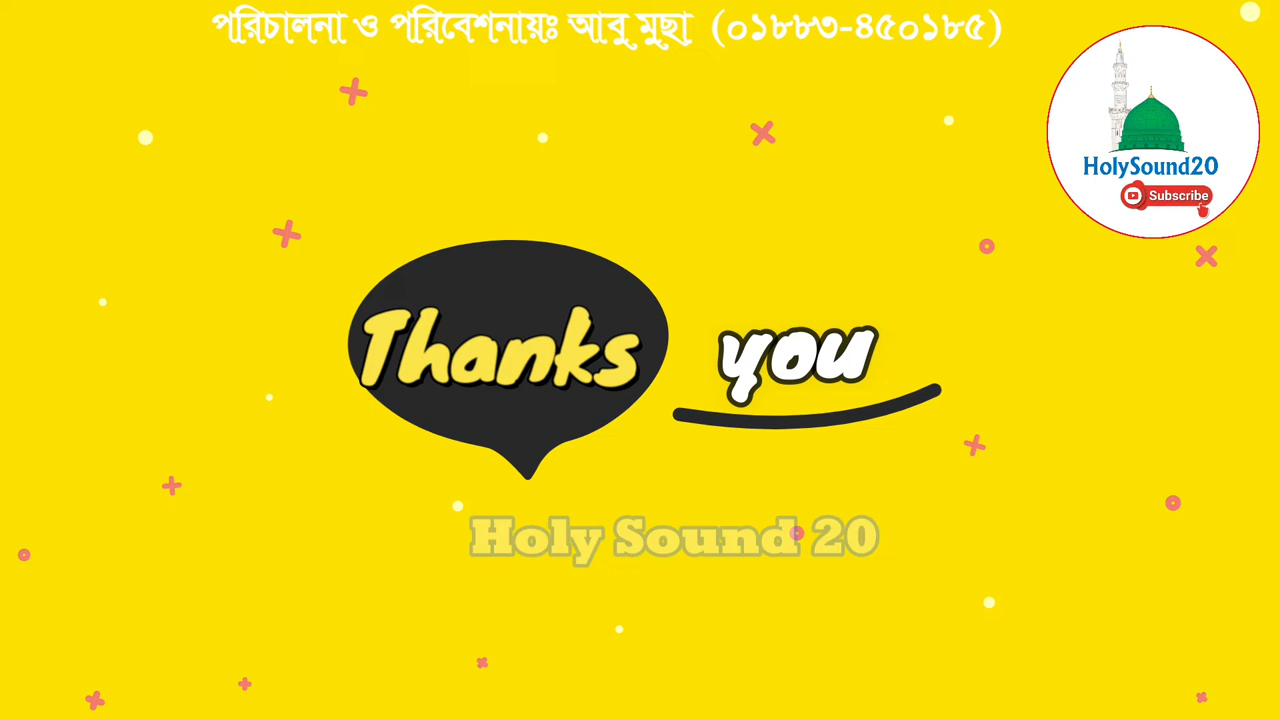 পরিচালনা ও পরিবেশনায়ঃ আবু মুছা (০১৮৮৩-৪৫০১৮৫)
HolySound20
Subscribe
Thanks you
Holy Sound 20